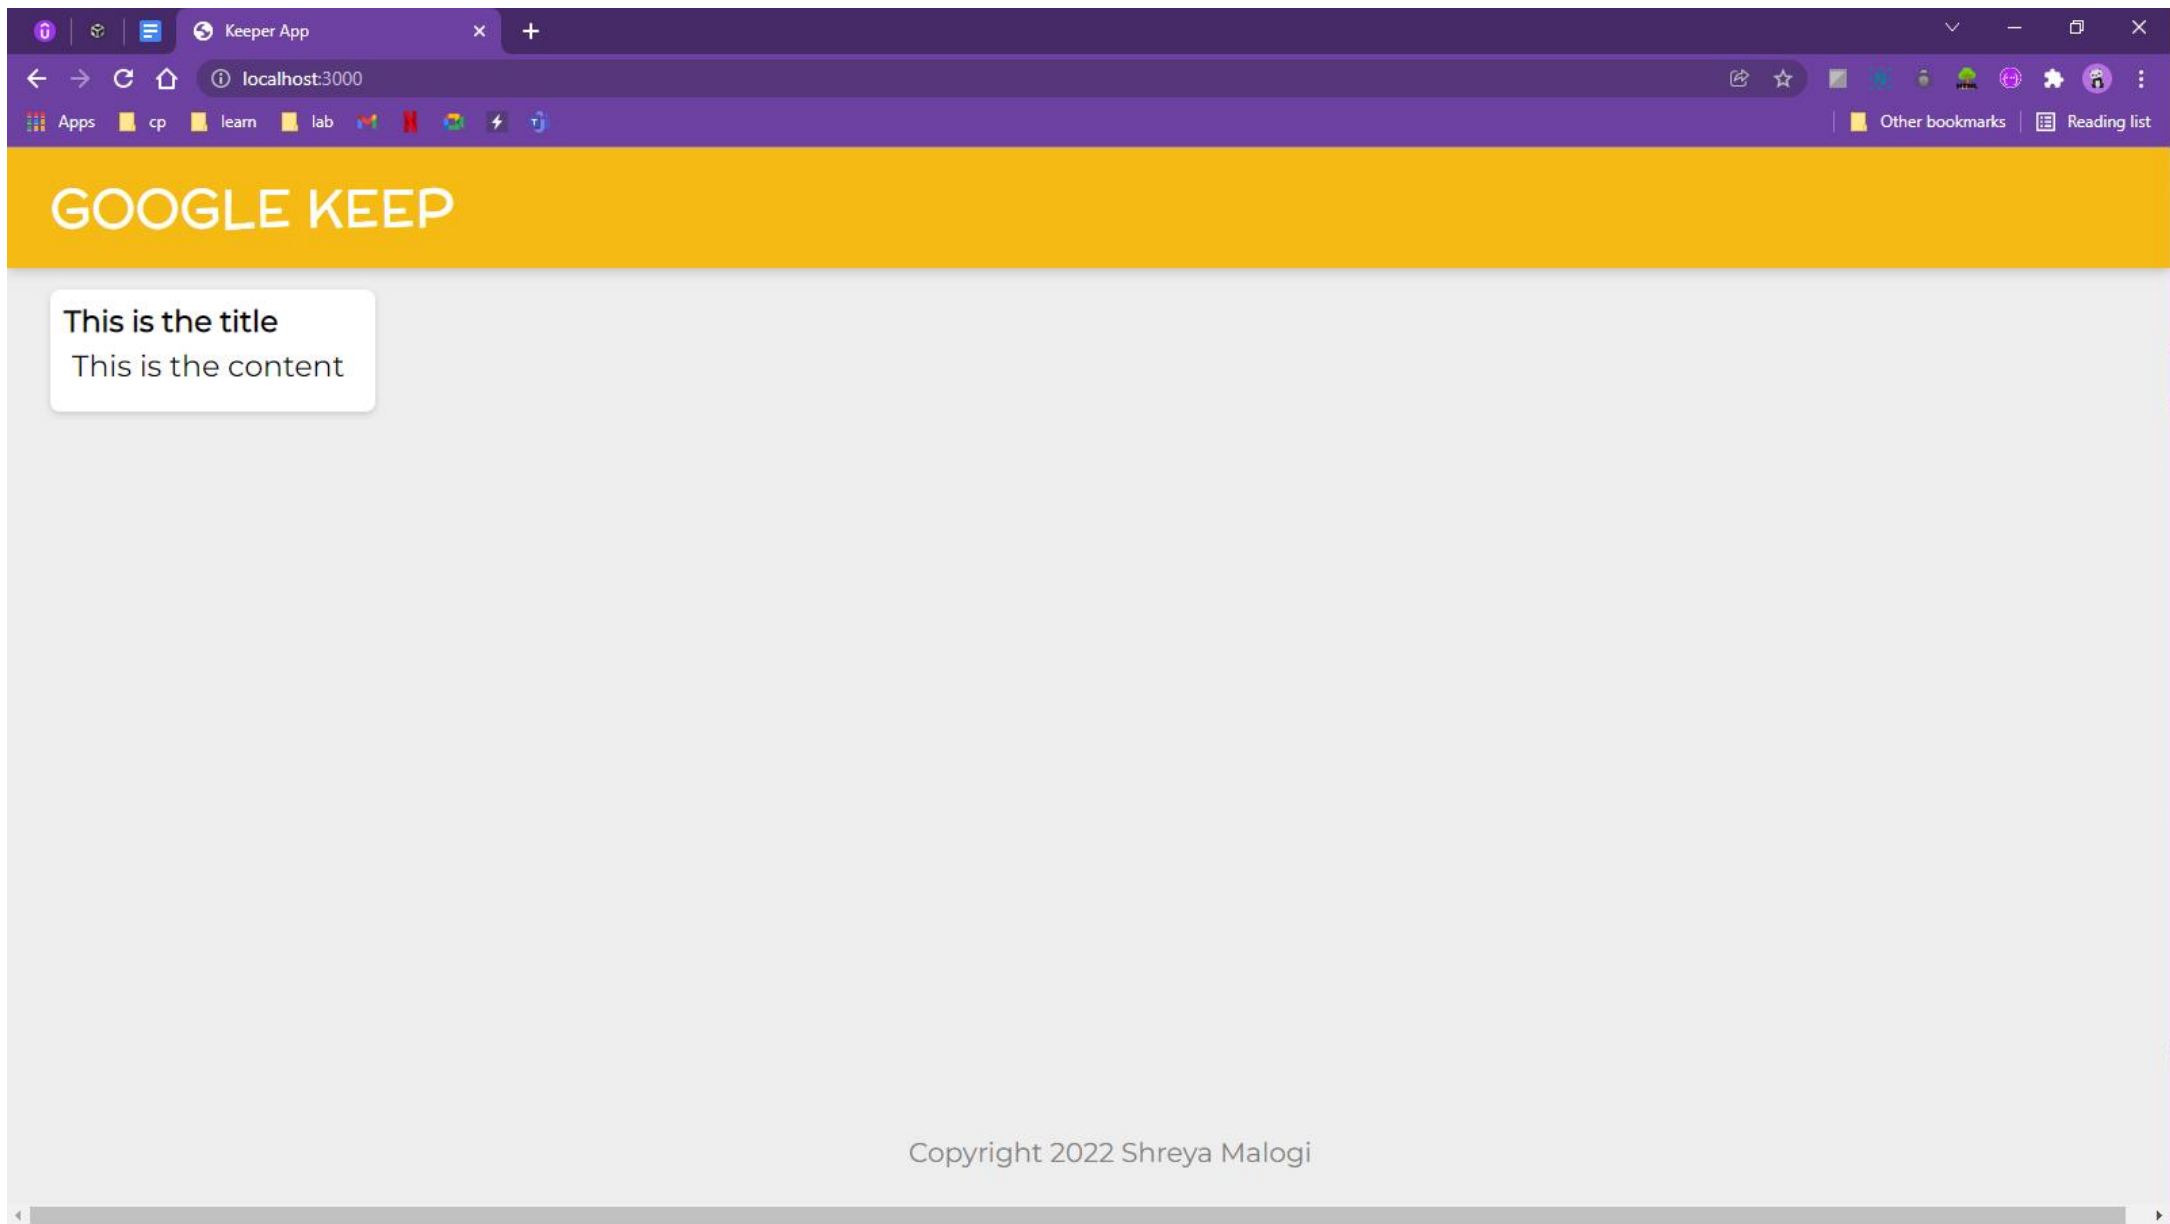 Keeper App
localhost:3000
Apps cp learn lab Other bookmarks Reading list
GOOGLE KEEP
This is the title
This is the content
Copyright 2022 Shreya Malogi